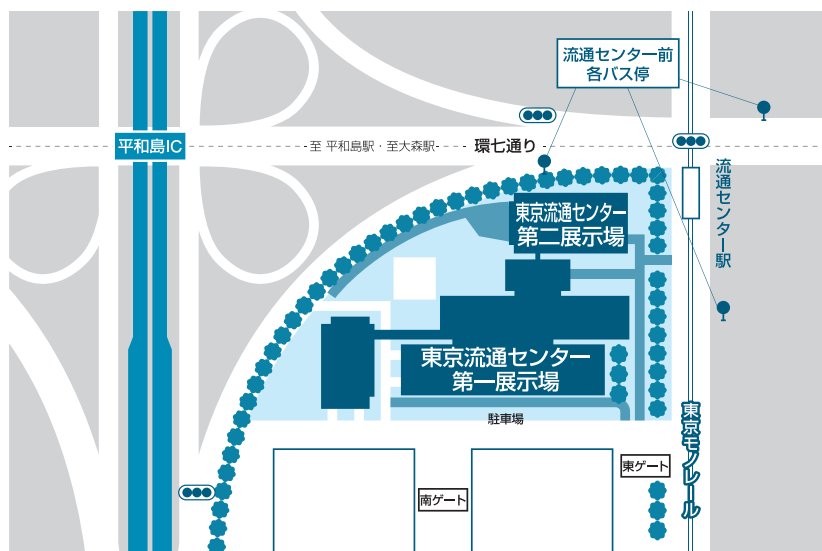 流通センター前
各バス停
平和島IC
至 平和島駅・至大森駅
環七通り
流通センター駅
東京流通センター
第二展示場
東京流通センター
第一展示場
駐車場
東京モノレール
東ゲート
南ゲート